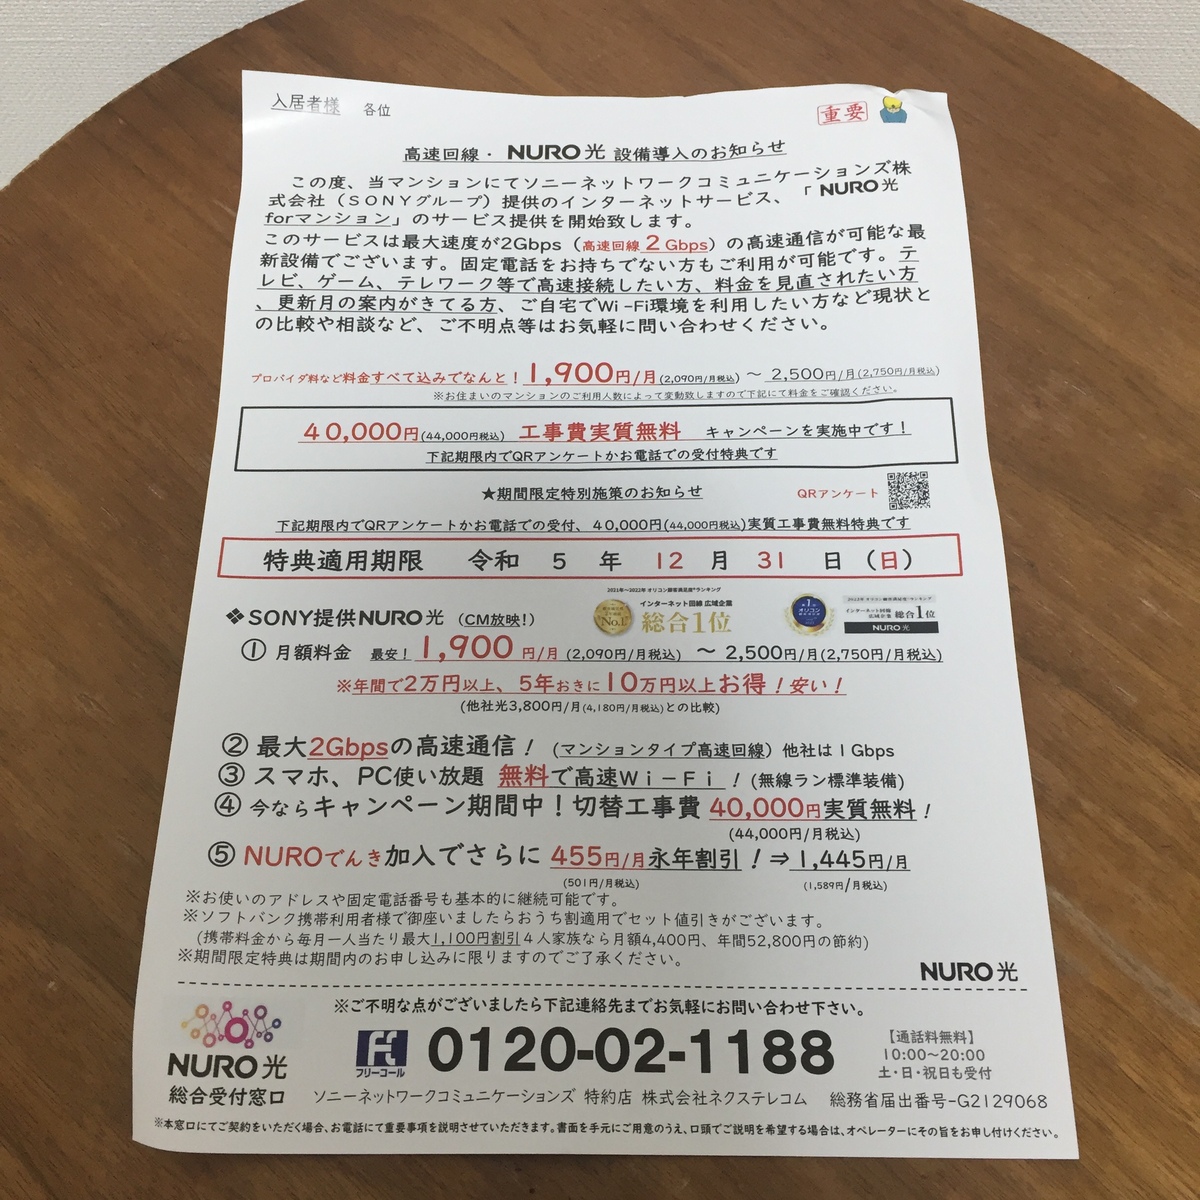 入居者様 各位
重要
高速回線・ NURO光 設備導入のお知らせ
この度、当マンションにてソニーネットワークコミュニケーションズ株
式会社（SONYグループ）提供のインターネットサービス、「NURO光
forマンション」のサービス提供を開始致します。
このサービスは最大速度が2Gbps（高速回線2Gbps）の高速通信が可能な最
新設備でございます。固定電話をお持ちでない方もご利用が可能です。テ
レビ、ゲーム、テレワーク等で高速接続したい方、料金を見直されたい方
、更新月の案内がきてる方、ご自宅でWi-Fi環境を利用したい方など現状と
の比較や相談など、ご不明点等はお気軽に問い合わせください。
プロバイダ料など料金すべて込みでなんと！1,900円/月(2,090円/月税込) ～ 2,500円/月(2,750円/月税込)
※お住まいのマンションのご利用人数によって変動致しますので下記にて料金をご確認ください。
40,000円(44,000円税込) 工事費実質無料 キャンペーンを実施中です！
下記期限内でQRアンケートかお電話での受付特典です
★期間限定特別施策のお知らせ
QRアンケート
下記期限内でQRアンケートかお電話での受付、40,000円(44,000円税込)実質工事費無料特典です
特典適用期限 令和 5 年 12 月 31 日（日）
2021年～2022年 オリコン顧客満足度®ランキング
No.1
インターネット回線 広域企業
総合1位
第1位
オリコン
2022年 オリコン顧客満足度®ランキング
インターネット回線
広域企業 総合1位
NURO光
❖SONY提供NURO光 （CM放映!）
① 月額料金 最安！1,900円/月（2,090円/月税込） ～ 2,500円/月(2,750円/月税込)
※年間で2万円以上、5年おきに10万円以上お得！安い！
(他社光3,800円/月(4,180円/月税込)との比較)
② 最大2Gbpsの高速通信！（マンションタイプ高速回線）他社は1Gbps
③ スマホ、PC使い放題 無料で高速Wi-Fi！（無線ラン標準装備）
④ 今ならキャンペーン期間中！切替工事費 40,000円実質無料！
(44,000円/月税込)
⑤ NUROでんき加入でさらに 455円/月永年割引！⇒1,445円/月
(501円/月税込) (1,589円/月税込)
※お使いのアドレスや固定電話番号も基本的に継続可能です。
※ソフトバンク携帯利用者様で御座いましたらおうち割適用でセット値引きがございます。
(携帯料金から毎月一人当たり最大1,100円割引４人家族なら月額4,400円、年間52,800円の節約)
※期間限定特典は期間内のお申し込みに限りますのでご了承ください。
NURO光
※ご不明な点がございましたら下記連絡先までお気軽にお問い合わせ下さい。
NURO光
総合受付窓口
フリーコール
0120-02-1188
【通話料無料】
10:00～20:00
土・日・祝日も受付
ソニーネットワークコミュニケーションズ 特約店 株式会社ネクステレコム 総務省届出番号-G2129068
※本窓口にてご契約をいただく場合、お電話にて重要事項を説明させていただきます。書面を手元にご用意のうえ、口頭でご説明を希望する場合は、オペレーターにその旨をお申し付けください。